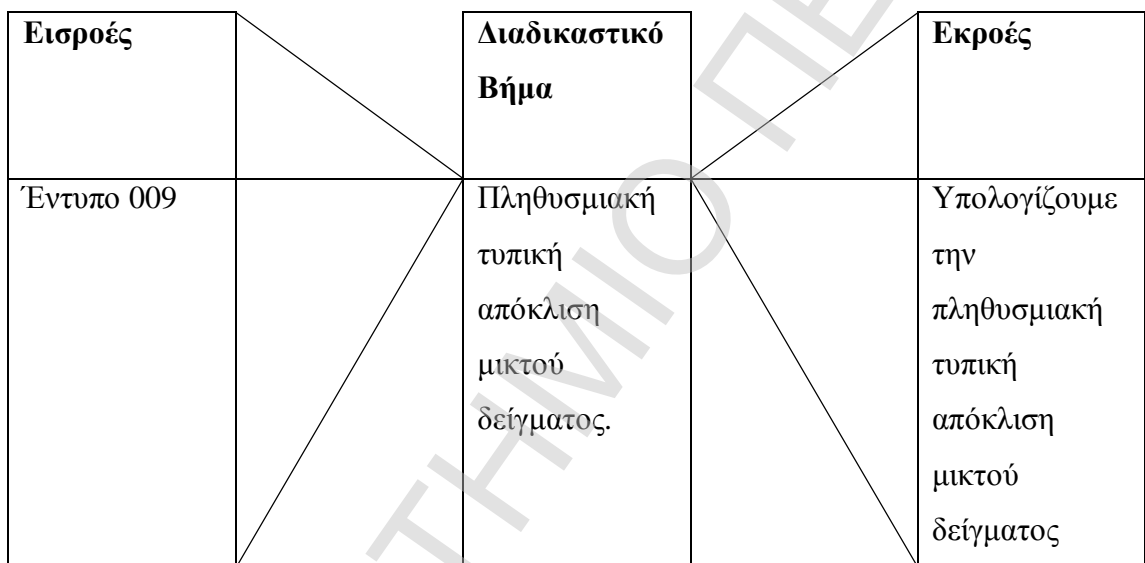 Εισροές
Διαδικαστικό
Βήμα
Εκροές
Έντυπο 009
Πληθυσμιακή
τυπική
απόκλιση
μικτού
δείγματος.
Υπολογίζουμε
την
πληθυσμιακή
τυπική
απόκλιση
μικτού
δείγματος